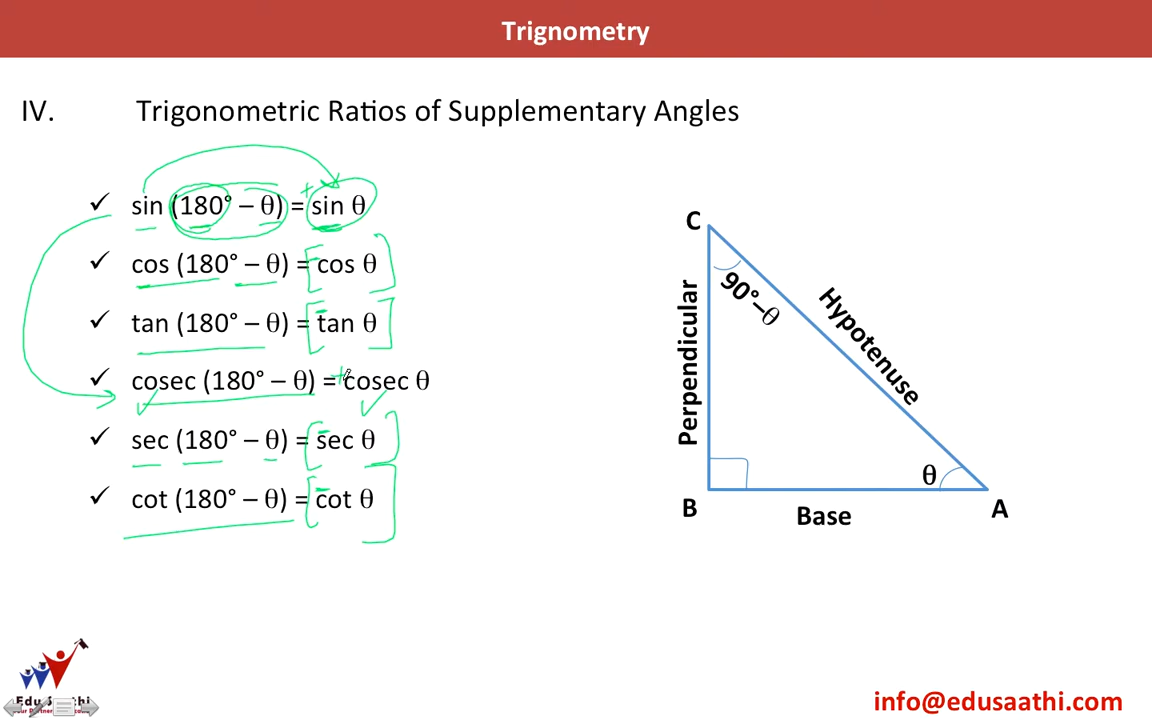 Trignometry
IV. Trigonometric Ratios of Supplementary Angles
✓ sin (180° – θ) = + sin θ
✓ cos (180° – θ) = – cos θ
✓ tan (180° – θ) = – tan θ
✓ cosec (180° – θ) = + cosec θ
✓ sec (180° – θ) = – sec θ
✓ cot (180° – θ) = – cot θ
C
90°–θ
Perpendicular
Hypotenuse
θ
B
Base
A
info@edusaathi.com